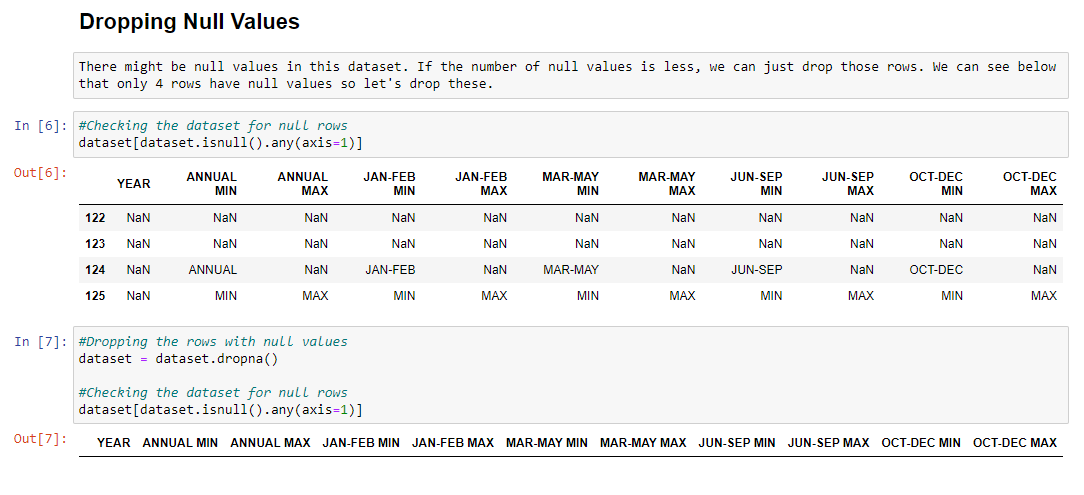 Dropping Null Values
There might be null values in this dataset. If the number of null values is less, we can just drop those rows. We can see below
that only 4 rows have null values so let's drop these.
In [6]: #Checking the dataset for null rows
dataset[dataset.isnull().any(axis=1)]
Out[6]:
YEAR ANNUAL MIN ANNUAL MAX JAN-FEB MIN JAN-FEB MAX MAR-MAY MIN MAR-MAY MAX JUN-SEP MIN JUN-SEP MAX OCT-DEC MIN OCT-DEC MAX
122 NaN NaN NaN NaN NaN NaN NaN NaN NaN NaN NaN
123 NaN NaN NaN NaN NaN NaN NaN NaN NaN NaN NaN
124 NaN ANNUAL NaN JAN-FEB NaN MAR-MAY NaN JUN-SEP NaN OCT-DEC NaN
125 NaN MIN MAX MIN MAX MIN MAX MIN MAX MIN MAX
In [7]: #Dropping the rows with null values
dataset = dataset.dropna()
#Checking the dataset for null rows
dataset[dataset.isnull().any(axis=1)]
Out[7]:
YEAR ANNUAL MIN ANNUAL MAX JAN-FEB MIN JAN-FEB MAX MAR-MAY MIN MAR-MAY MAX JUN-SEP MIN JUN-SEP MAX OCT-DEC MIN OCT-DEC MAX